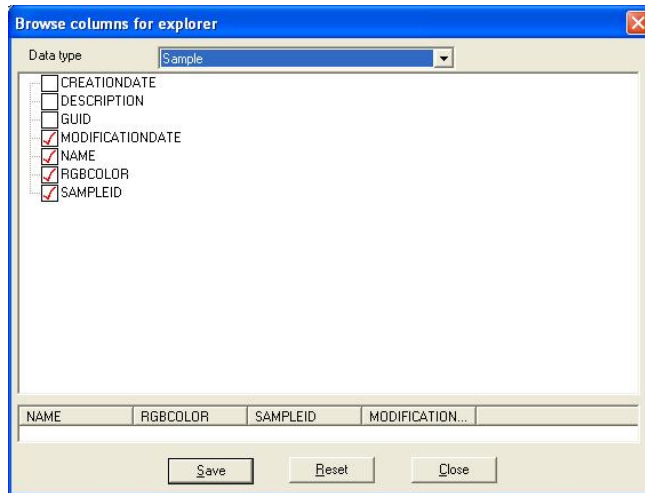 Browse columns for explorer
Data type Sample
CREATIONDATE
DESCRIPTION
GUID
MODIFICATIONDATE
NAME
RGBCOLOR
SAMPLEID
NAME RGBCOLOR SAMPLEID MODIFICATION...
Save Reset Close